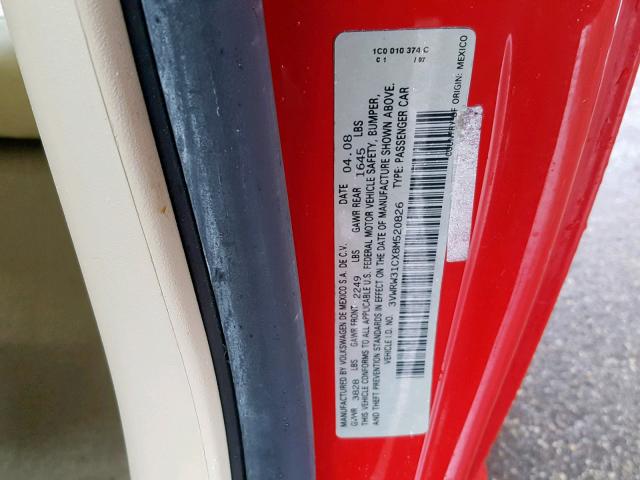 1C0 010 374 C
C 1 / 97
MANUFACTURED BY VOLKSWAGEN DE MEXICO S.A. DE C.V. DATE 04.08
GVWR 3828 LBS GAWR FRONT 2249 LBS GAWR REAR 1645 LBS
THIS VEHICLE CONFORMS TO ALL APPLICABLE U.S. FEDERAL MOTOR VEHICLE SAFETY, BUMPER,
AND THEFT PREVENTION STANDARDS IN EFFECT ON THE DATE OF MANUFACTURE SHOWN ABOVE.
VEHICLE I.D. NO. 3VWRW31CX8M520826 TYPE: PASSENGER CAR
COUNTRY OF ORIGIN: MEXICO